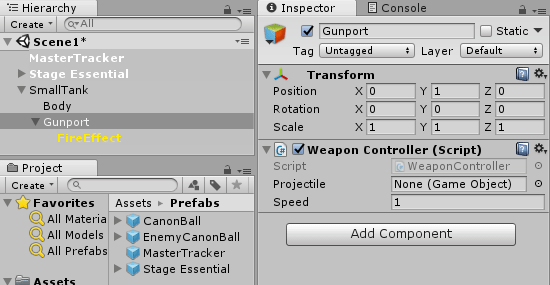 Hierarchy
Create
All
Scene1*
MasterTracker
Stage Essential
SmallTank
Body
Gunport
FireEffect
Project
Create
Favorites
All Materia
All Models
All Prefabs
Assets
Assets Prefabs
CanonBall
EnemyCanonBall
MasterTracker
Stage Essential
Inspector Console
Gunport Static
Tag Untagged Layer Default
Transform
Position X 0 Y 1 Z 0
Rotation X 0 Y 0 Z 0
Scale X 1 Y 1 Z 1
Weapon Controller (Script)
Script WeaponController
Projectile None (Game Object)
Speed 1
Add Component